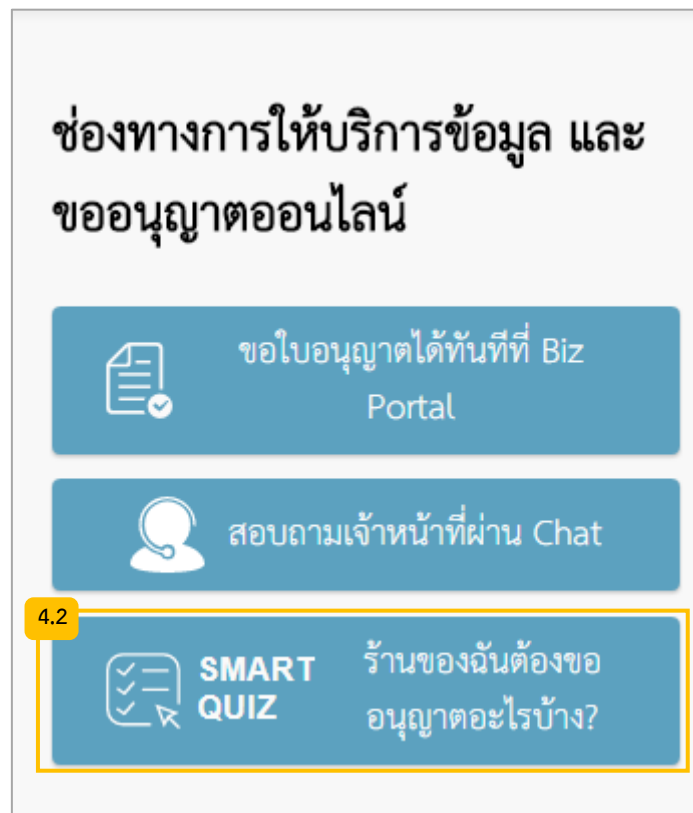 ช่องทางการให้บริการข้อมูล และ
ขออนุญาตออนไลน์
ขอใบอนุญาตได้ทันทีที่ Biz
Portal
สอบถามเจ้าหน้าที่ผ่าน Chat
4.2
SMART
QUIZ
ร้านของฉันต้องขอ
อนุญาตอะไรบ้าง?